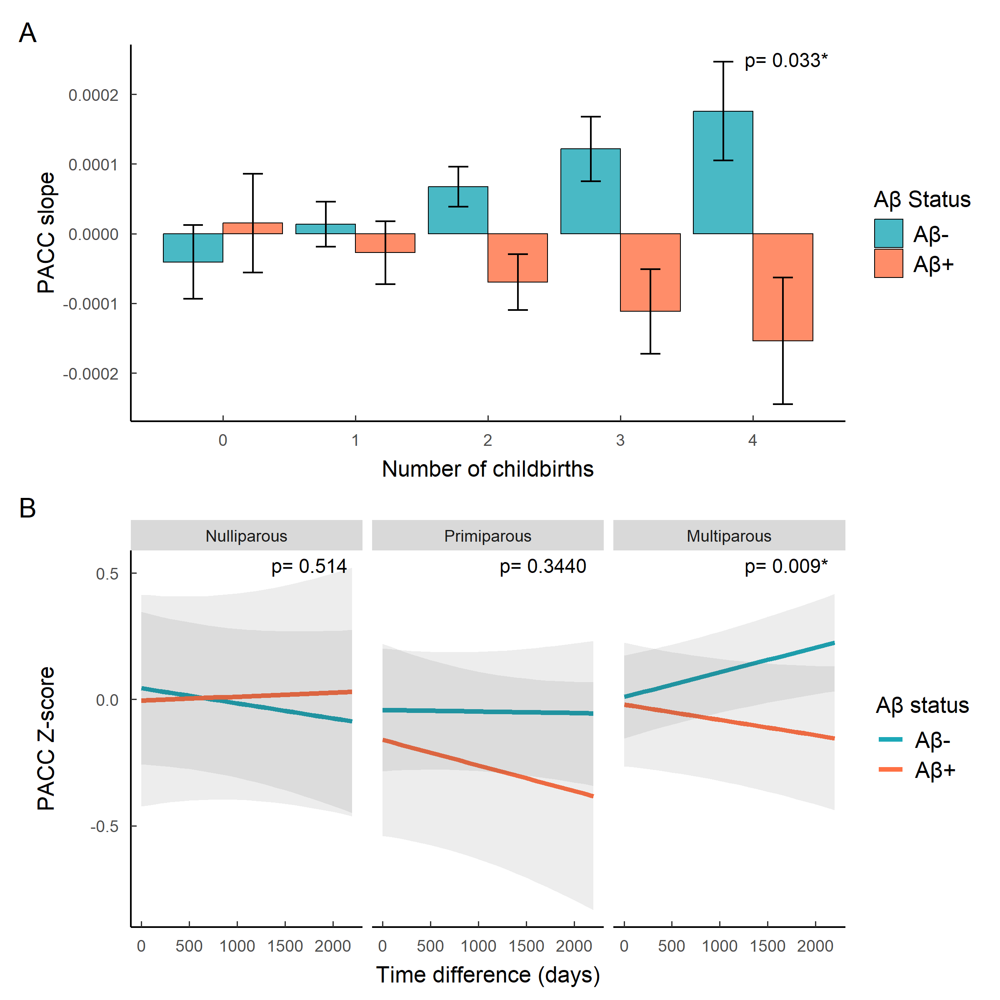 A
p= 0.033*
0.0002
0.0001
0.0000
-0.0001
-0.0002
PACC slope
0 1 2 3 4
Number of childbirths
Aβ Status
Aβ-
Aβ+
B
Nulliparous Primiparous Multiparous
p= 0.514 p= 0.3440 p= 0.009*
0.5
0.0
-0.5
PACC Z-score
0 500 1000 1500 2000 0 500 1000 1500 2000 0 500 1000 1500 2000
Time difference (days)
Aβ status
Aβ-
Aβ+